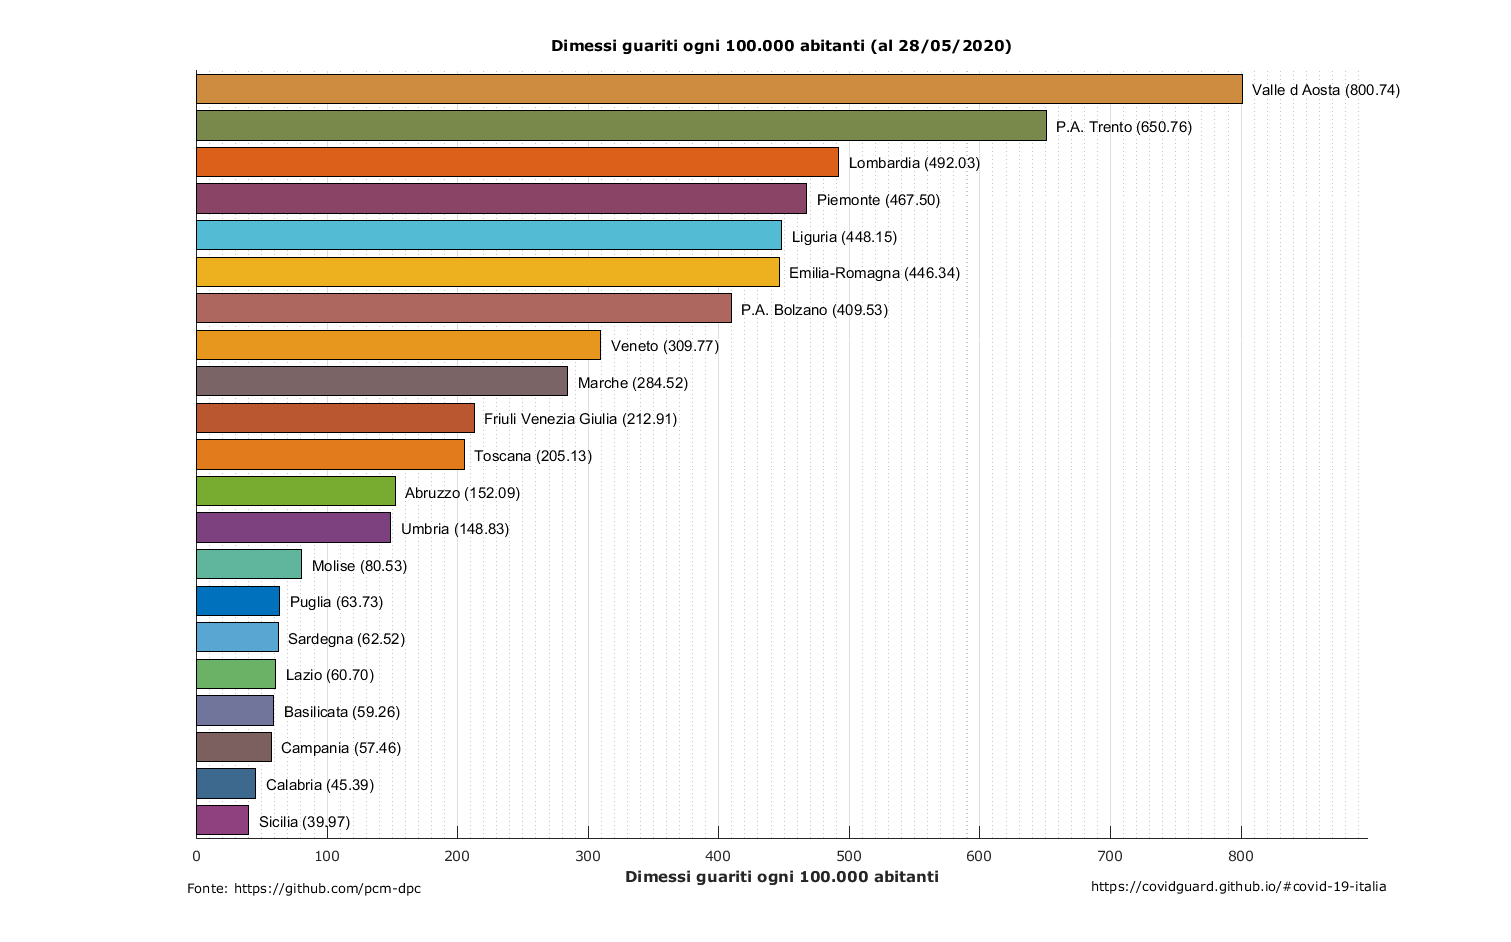 Dimessi guariti ogni 100.000 abitanti (al 28/05/2020)
Valle d Aosta (800.74)
P.A. Trento (650.76)
Lombardia (492.03)
Piemonte (467.50)
Liguria (448.15)
Emilia-Romagna (446.34)
P.A. Bolzano (409.53)
Veneto (309.77)
Marche (284.52)
Friuli Venezia Giulia (212.91)
Toscana (205.13)
Abruzzo (152.09)
Umbria (148.83)
Molise (80.53)
Puglia (63.73)
Sardegna (62.52)
Lazio (60.70)
Basilicata (59.26)
Campania (57.46)
Calabria (45.39)
Sicilia (39.97)
0 100 200 300 400 500 600 700 800
Dimessi guariti ogni 100.000 abitanti
Fonte: https://github.com/pcm-dpc
https://covidguard.github.io/#covid-19-italia